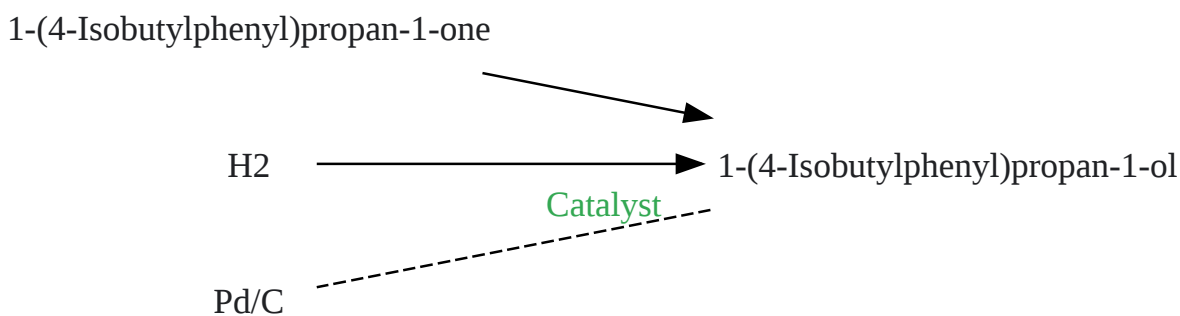 1-(4-Isobutylphenyl)propan-1-one
H2
1-(4-Isobutylphenyl)propan-1-ol
Catalyst
Pd/C